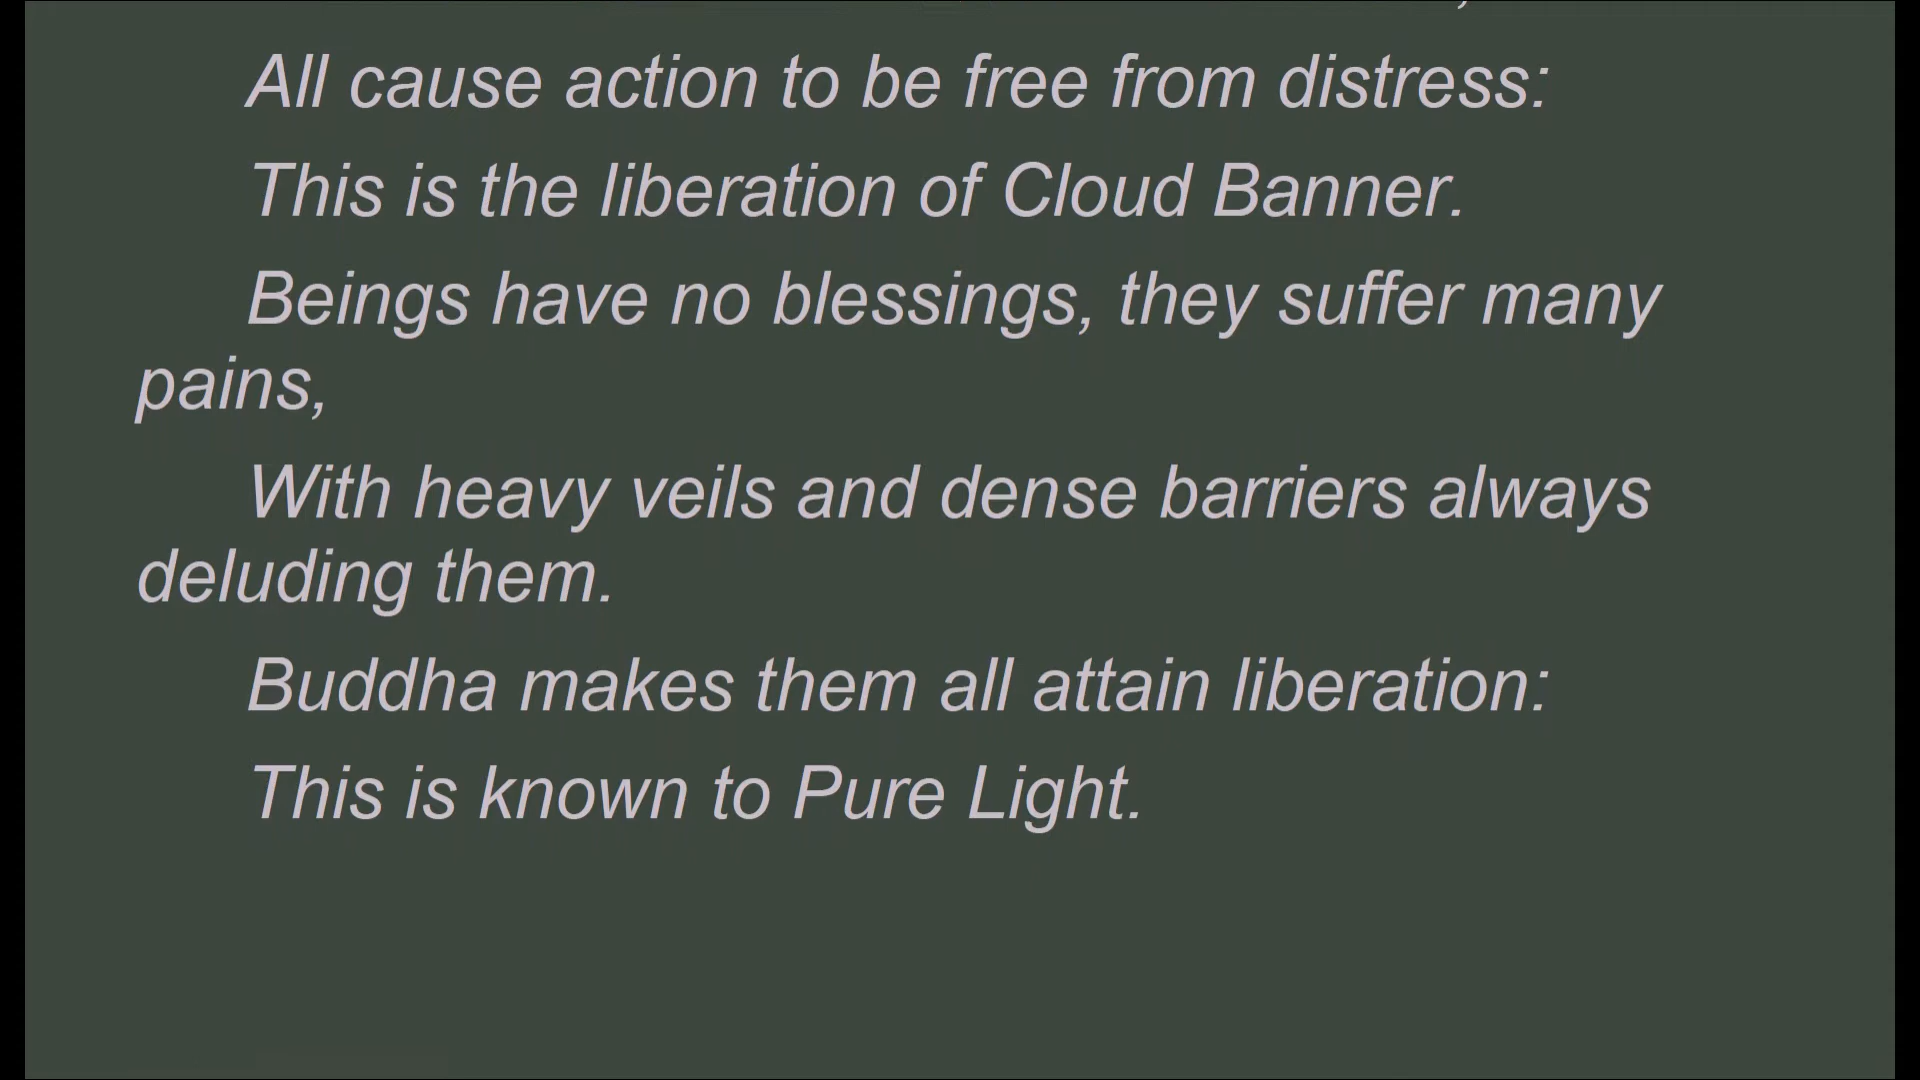 All cause action to be free from distress:
This is the liberation of Cloud Banner.
Beings have no blessings, they suffer many
pains,
With heavy veils and dense barriers always
deluding them.
Buddha makes them all attain liberation:
This is known to Pure Light.